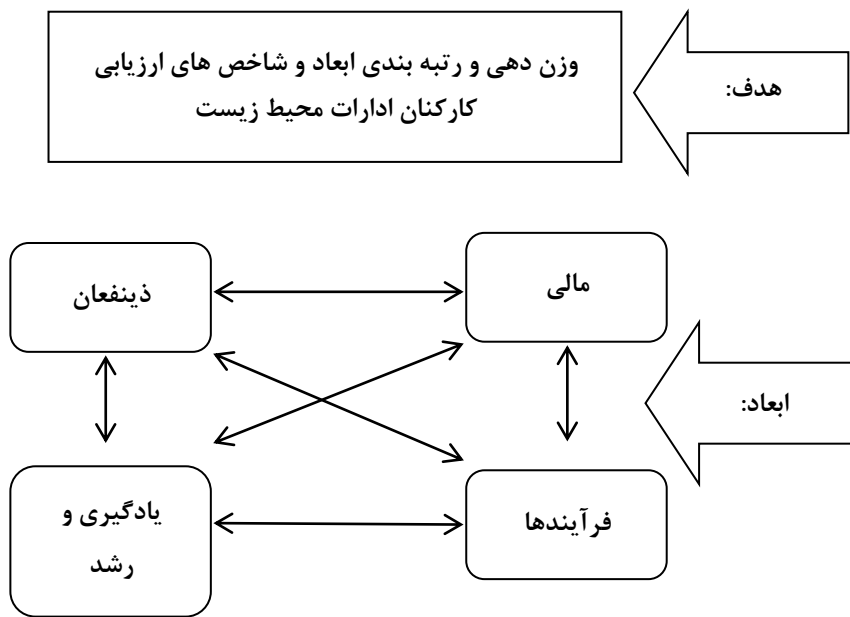 هدف:
وزن دهی و رتبه بندی ابعاد و شاخص های ارزیابی
کارکنان ادارات محیط زیست
مالی
ذینفعان
ابعاد:
فرآیندها
یادگیری و
رشد